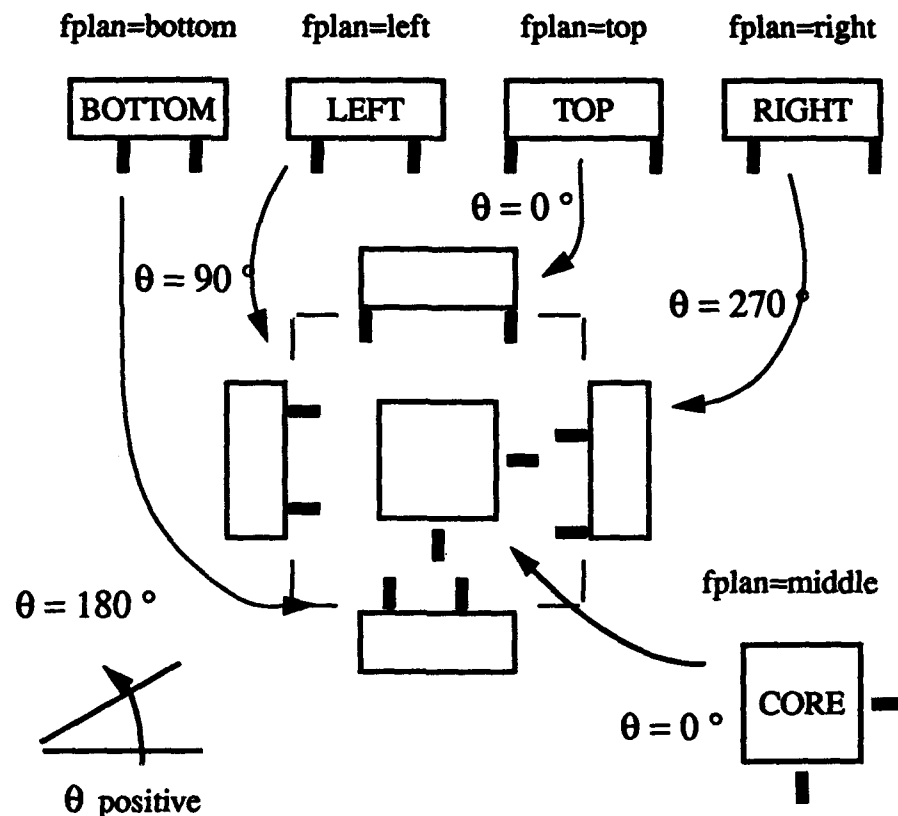 fplan=bottom fplan=left fplan=top fplan=right
BOTTOM LEFT TOP RIGHT
θ = 0 °
θ = 90 °
θ = 270 °
fplan=middle
θ = 180 °
CORE
θ = 0 °
θ positive